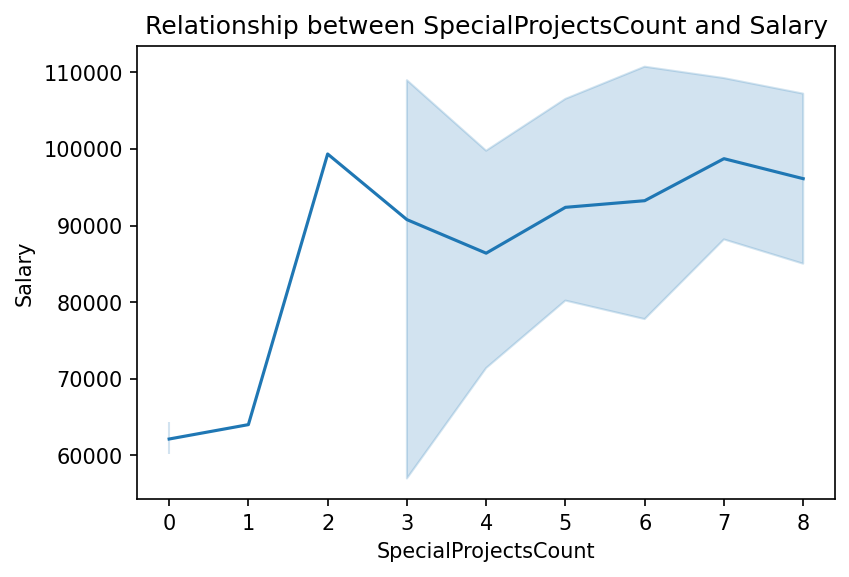 Relationship between SpecialProjectsCount and Salary
110000
100000
90000
80000
70000
60000
Salary
0 1 2 3 4 5 6 7 8
SpecialProjectsCount